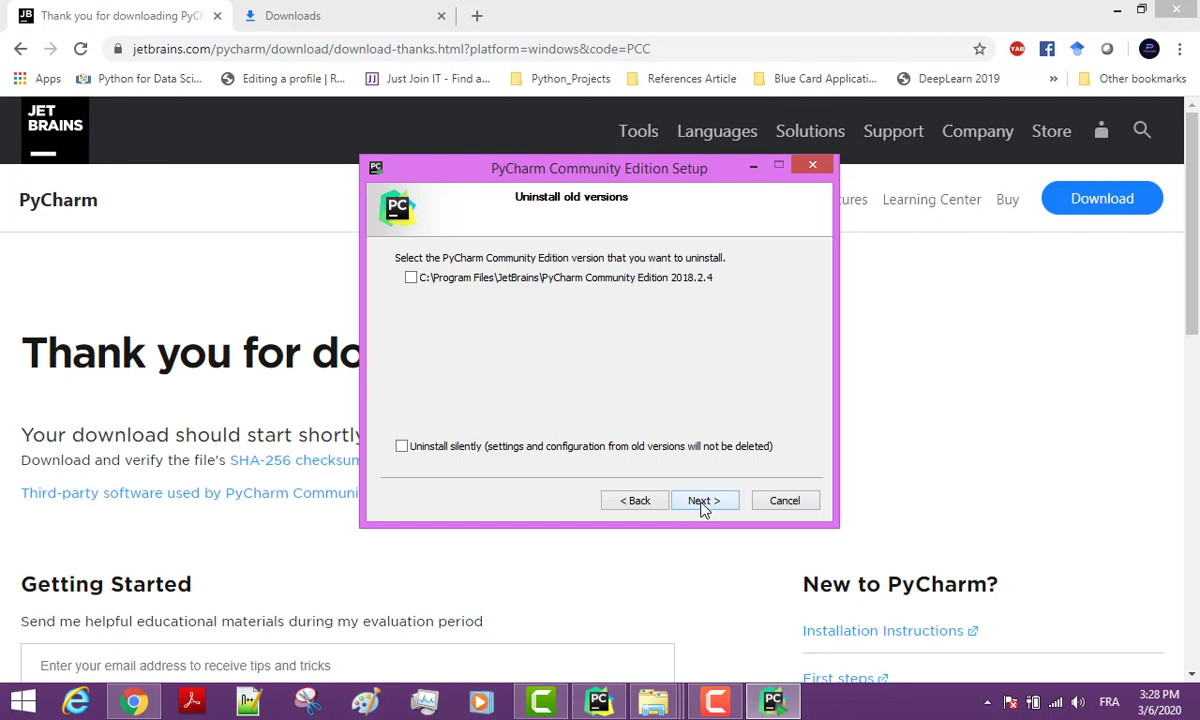 Thank you for downloading PyC
Downloads
jetbrains.com/pycharm/download/download-thanks.html?platform=windows&code=PCC
Apps
Python for Data Sci...
Editing a profile | R...
Just Join IT - Find a...
Python_Projects
References Article
Blue Card Applicati...
DeepLearn 2019
»
Other bookmarks
JET
BRAINS
Tools
Languages
Solutions
Support
Company
Store
PyCharm
ures
Learning Center
Buy
Download
PyCharm Community Edition Setup
PC
Uninstall old versions
Select the PyCharm Community Edition version that you want to uninstall.
C:\Program Files\JetBrains\PyCharm Community Edition 2018.2.4
Uninstall silently (settings and configuration from old versions will not be deleted)
< Back
Next >
Cancel
Thank you for do
Your download should start shortly
Download and verify the file's SHA-256 checksum
Third-party software used by PyCharm Communi
Getting Started
Send me helpful educational materials during my evaluation period
Enter your email address to receive tips and tricks
New to PyCharm?
Installation Instructions
First steps
FRA
3:28 PM
3/6/2020